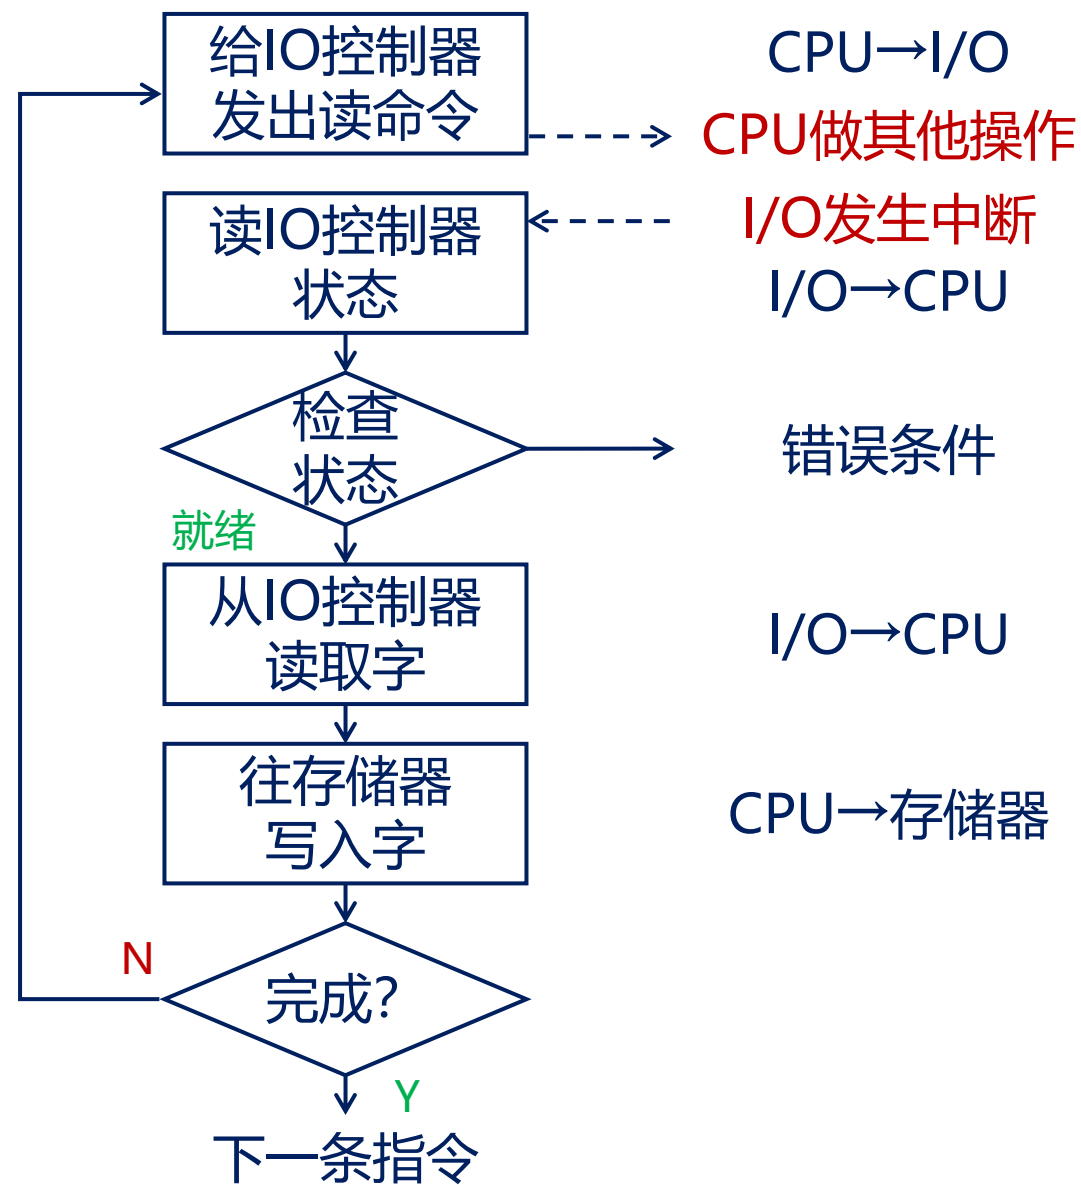 给IO控制器
发出读命令
CPU→I/O
CPU做其他操作
读IO控制器
状态
I/O发生中断
I/O→CPU
检查
状态
错误条件
就绪
从IO控制器
读取字
I/O→CPU
往存储器
写入字
CPU→存储器
N
完成?
Y
下一条指令